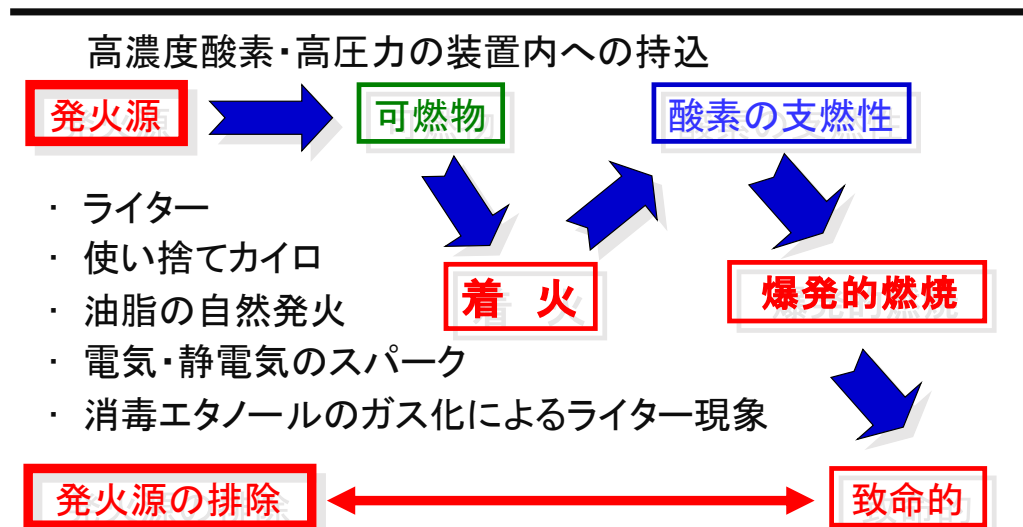 高濃度酸素・高圧力の装置内への持込
発火源 可燃物 酸素の支燃性
・ ライター
・ 使い捨てカイロ
着 火 爆発的燃焼
・ 油脂の自然発火
・ 電気・静電気のスパーク
・ 消毒エタノールのガス化によるライター現象
発火源の排除 致命的